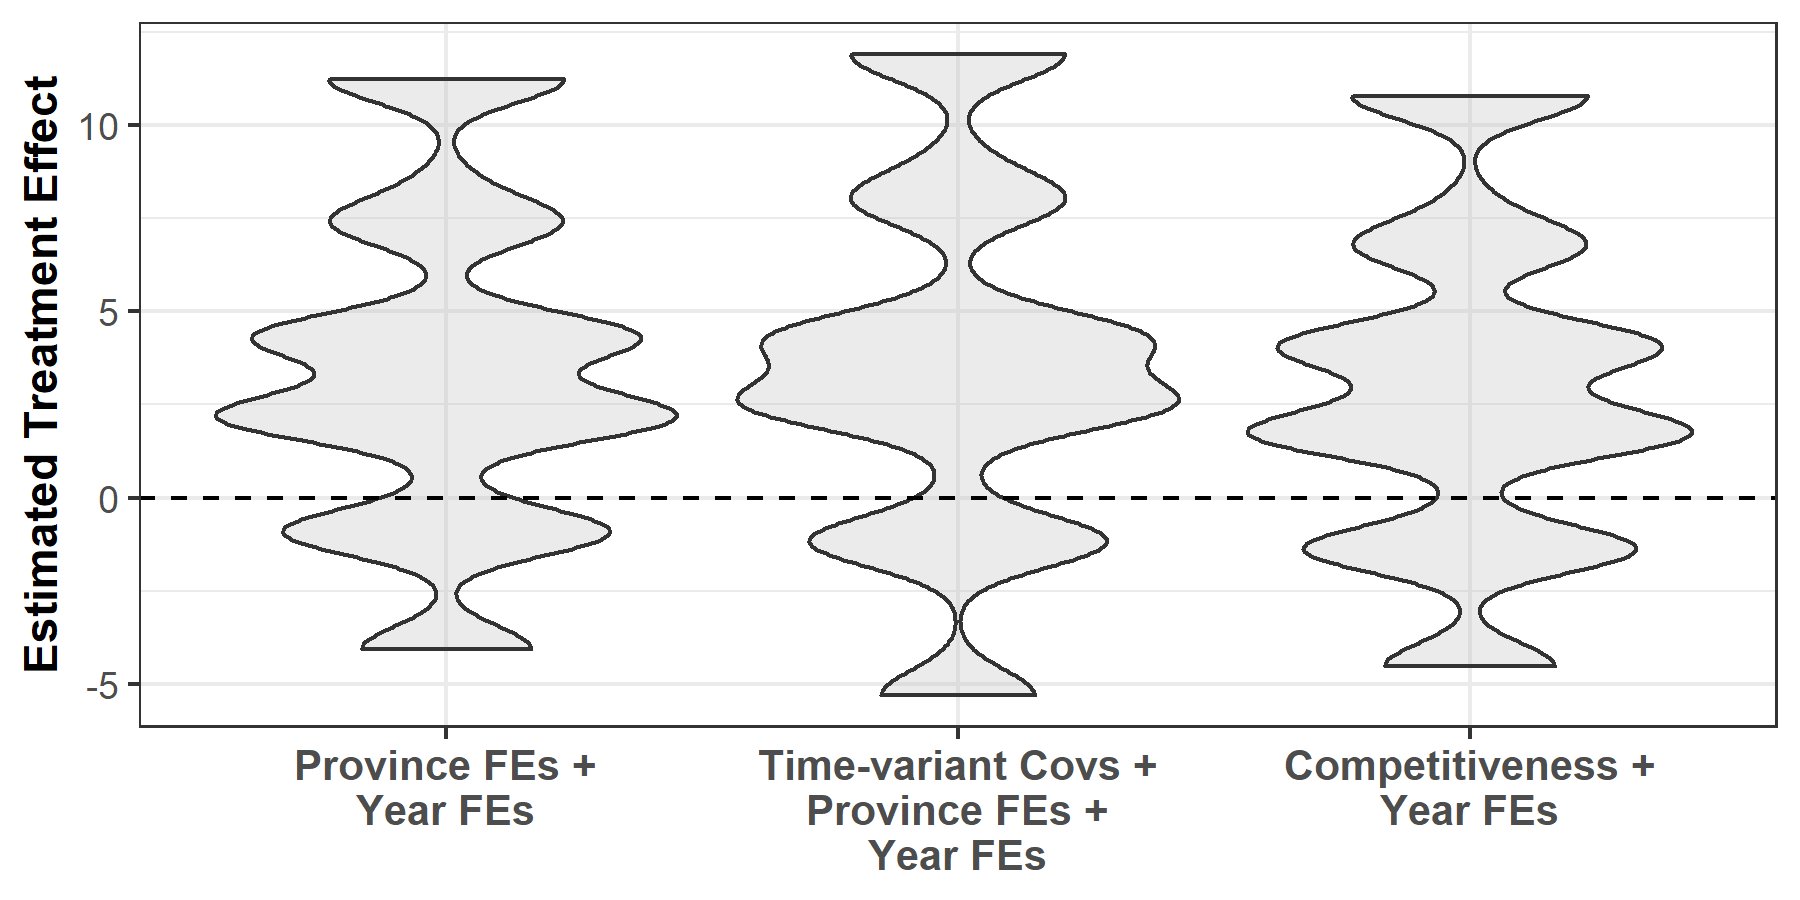 Estimated Treatment Effect
10
5
0
-5
Province FEs +
Year FEs
Time-variant Covs +
Province FEs +
Year FEs
Competitiveness +
Year FEs